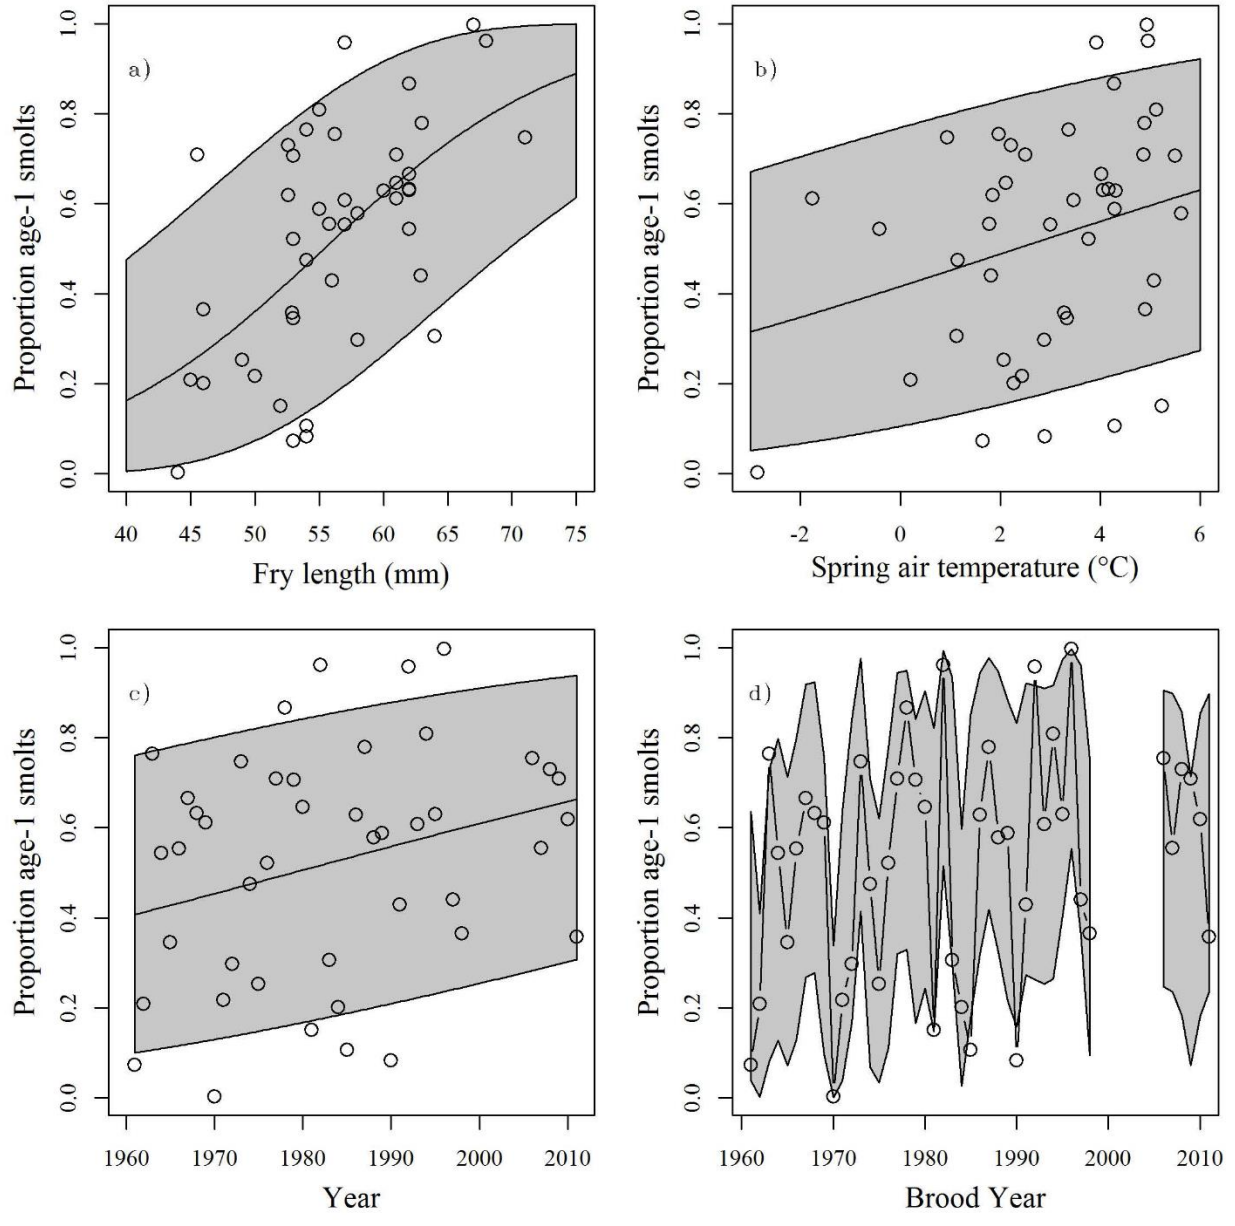 a)
Proportion age-1 smolts
0.0 0.2 0.4 0.6 0.8 1.0
40 45 50 55 60 65 70 75
Fry length (mm)
b)
Proportion age-1 smolts
0.0 0.2 0.4 0.6 0.8 1.0
-2 0 2 4 6
Spring air temperature (°C)
c)
Proportion age-1 smolts
0.0 0.2 0.4 0.6 0.8 1.0
1960 1970 1980 1990 2000 2010
Year
d)
Proportion age-1 smolts
0.0 0.2 0.4 0.6 0.8 1.0
1960 1970 1980 1990 2000 2010
Brood Year